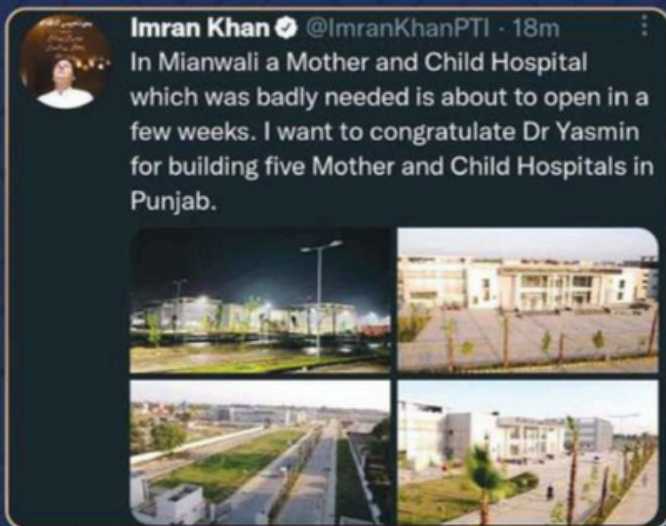 Imran Khan @ImranKhanPTI · 18m
In Mianwali a Mother and Child Hospital
which was badly needed is about to open in a
few weeks. I want to congratulate Dr Yasmin
for building five Mother and Child Hospitals in
Punjab.